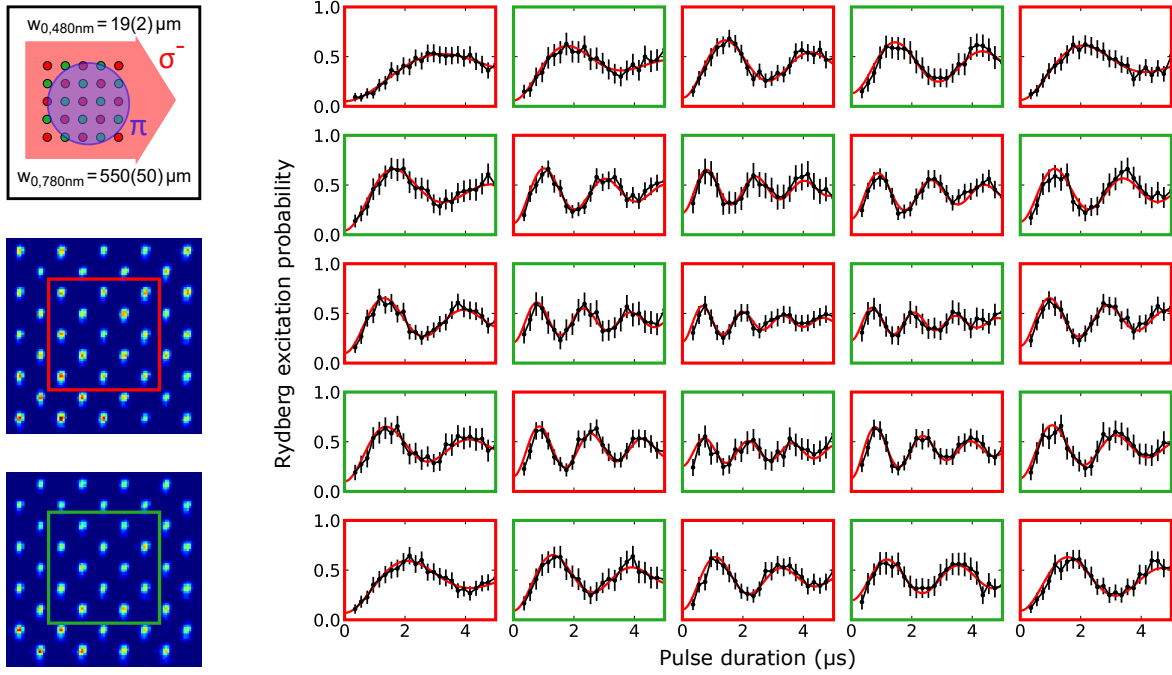 w0,480nm = 19(2) µm
σ-
π
w0,780nm = 550(50) µm
Rydberg excitation probability
1.0
0.5
0.0
1.0
0.5
0.0
1.0
0.5
0.0
1.0
0.5
0.0
1.0
0.5
0.0
0 2 4 0 2 4 0 2 4 0 2 4 0 2 4
Pulse duration (µs)